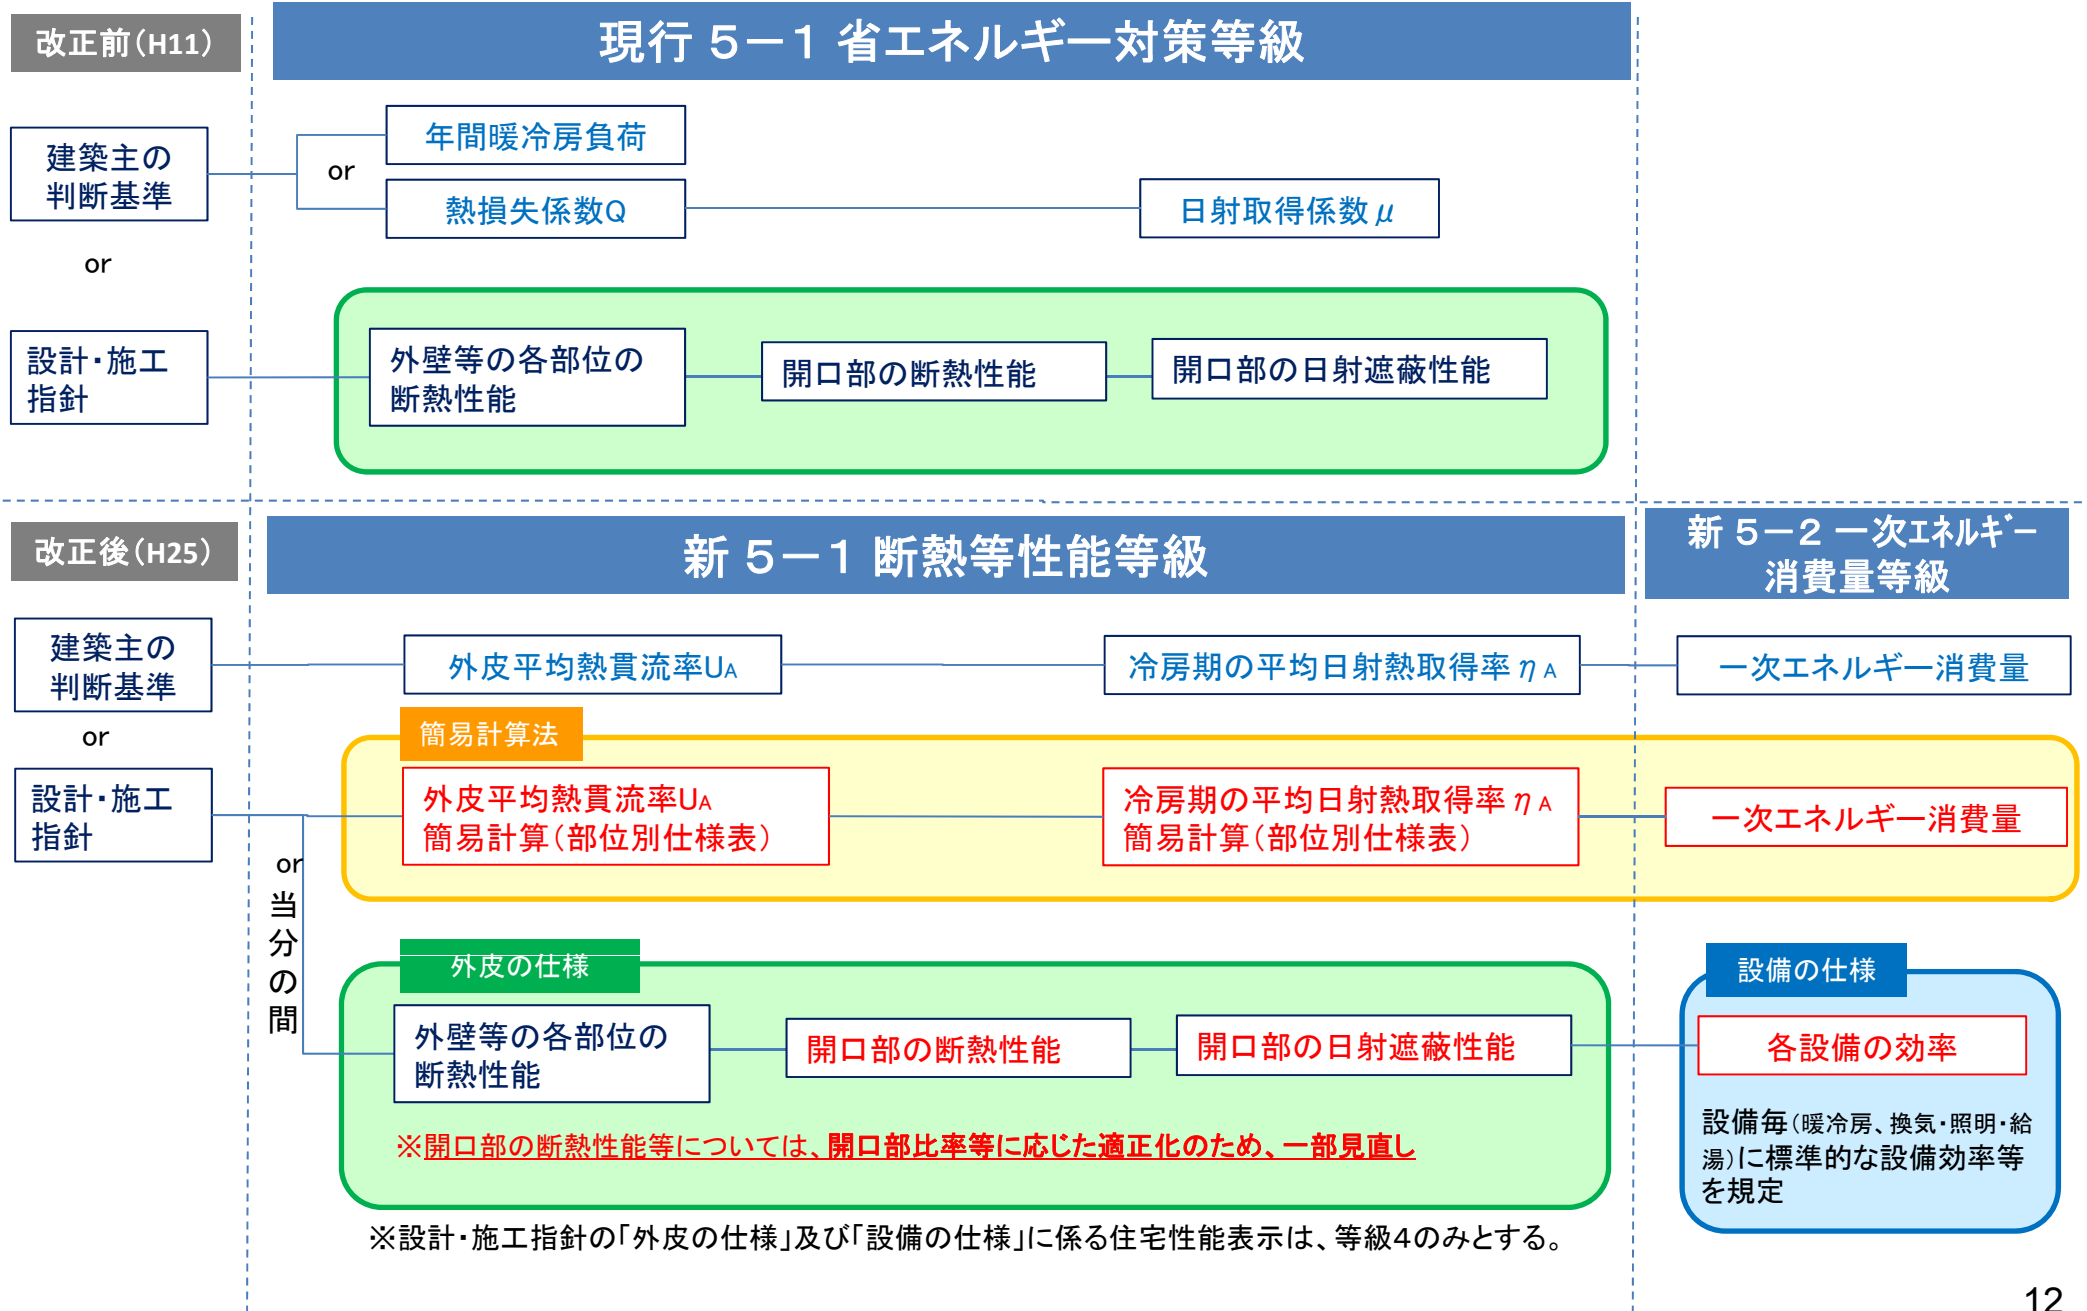 改正前（H11）
現行 ５－１ 省エネルギー対策等級
建築主の
判断基準
or
年間暖冷房負荷
熱損失係数Q
日射取得係数μ
or
設計・施工
指針
外壁等の各部位の
断熱性能
開口部の断熱性能
開口部の日射遮蔽性能
改正後（H25）
新 ５－１ 断熱等性能等級
新 ５－２ 一次ｴﾈﾙｷﾞｰ
消費量等級
建築主の
判断基準
外皮平均熱貫流率UA
冷房期の平均日射熱取得率ηA
一次エネルギー消費量
or
簡易計算法
設計・施工
指針
外皮平均熱貫流率UA
簡易計算（部位別仕様表）
冷房期の平均日射熱取得率ηA
簡易計算（部位別仕様表）
一次エネルギー消費量
or
当分の間
外皮の仕様
外壁等の各部位の
断熱性能
開口部の断熱性能
開口部の日射遮蔽性能
※開口部の断熱性能等については、開口部比率等に応じた適正化のため、一部見直し
設備の仕様
各設備の効率
設備毎（暖冷房、換気・照明・給
湯）に標準的な設備効率等
を規定
※設計・施工指針の「外皮の仕様」及び「設備の仕様」に係る住宅性能表示は、等級４のみとする。
12